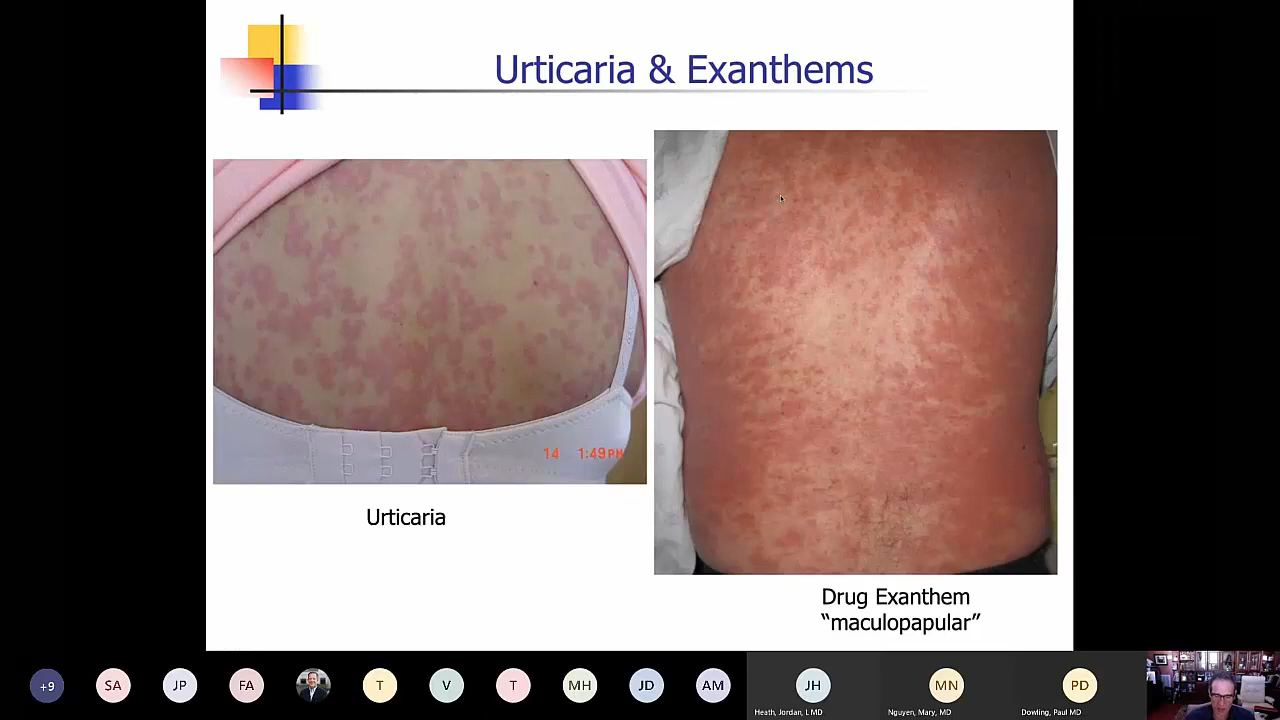 Urticaria & Exanthems
14 1:49PM
Urticaria
Drug Exanthem
“maculopapular”
+9
SA
JP
FA
T
V
T
MH
JD
AM
JH
MN
PD
Heath, Jordan, L MD
Nguyen, Mary, MD
Dowling, Paul MD